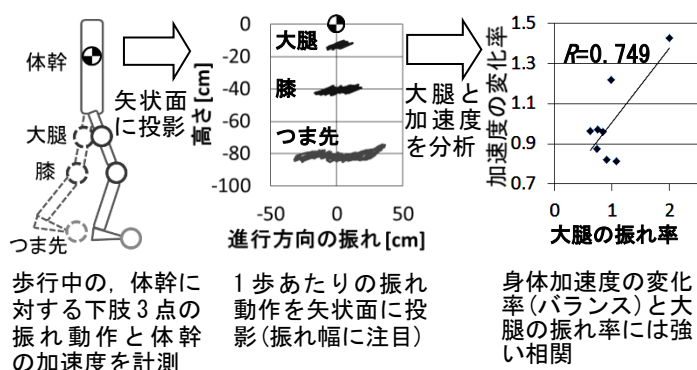 体幹
大腿
膝
つま先
矢状面
に投影
高さ[cm]
0
-20
-40
-60
-80
-100
大腿
膝
つま先
-50
0
50
進行方向の振れ[cm]
大腿と
加速度
を分析
加速度の変化率
1.5
1.3
1.1
0.9
0.7
R=0.749
0
1
2
大腿の振れ率
歩行中の，体幹に
対する下肢３点の
振れ動作と体幹
の加速度を計測
１歩あたりの振れ
動作を矢状面に投
影(振れ幅に注目)
身体加速度の変化
率(バランス)と大
腿の振れ率には強
い相関